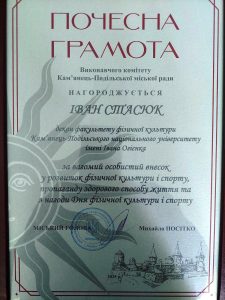 ПОЧЕСНА
ГРАМОТА
Виконавчого комітету
Кам'янець-Подільської міської ради
НАГОРОДЖУЄТЬСЯ
ІВАН СТАСЮК
декан факультету фізичної культури
Кам'янець-Подільського національного університету
імені Івана Огієнка
за вагомий особистий внесок
у розвиток фізичної культури і спорту,
пропаганду здорового способу життя та
з нагоди Дня фізичної культури і спорту
МІСЬКИЙ ГОЛОВА
Михайло ПОСІТКО